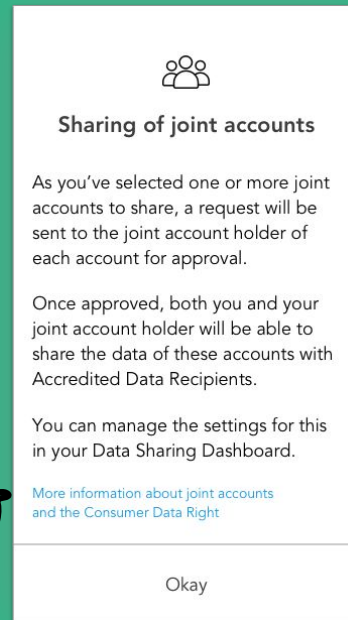 Sharing of joint accounts
As you’ve selected one or more joint
accounts to share, a request will be
sent to the joint account holder of
each account for approval.
Once approved, both you and your
joint account holder will be able to
share the data of these accounts with
Accredited Data Recipients.
You can manage the settings for this
in your Data Sharing Dashboard.
More information about joint accounts
and the Consumer Data Right
Okay